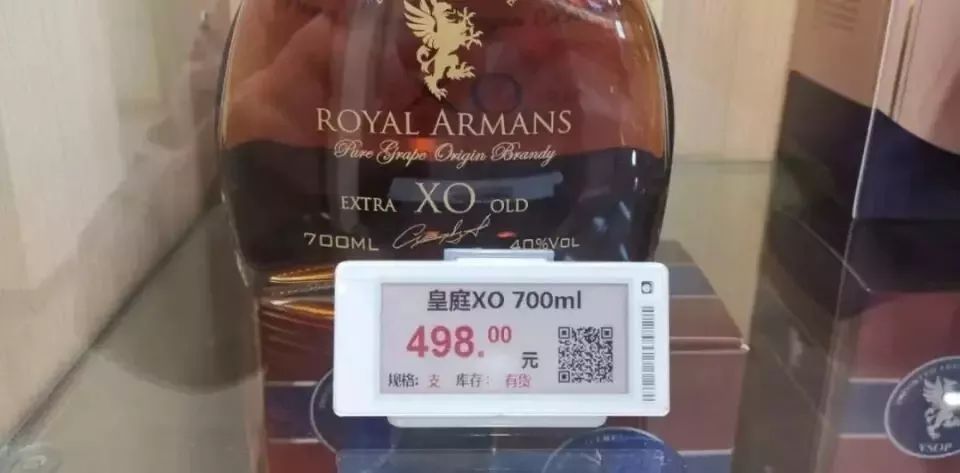 ROYAL ARMANS
Pure Grape Origin Brandy
EXTRA XO OLD
700ML 40%VOL
皇庭XO 700ml
498.00 元
规格: 支 库存: 有货
VSOP